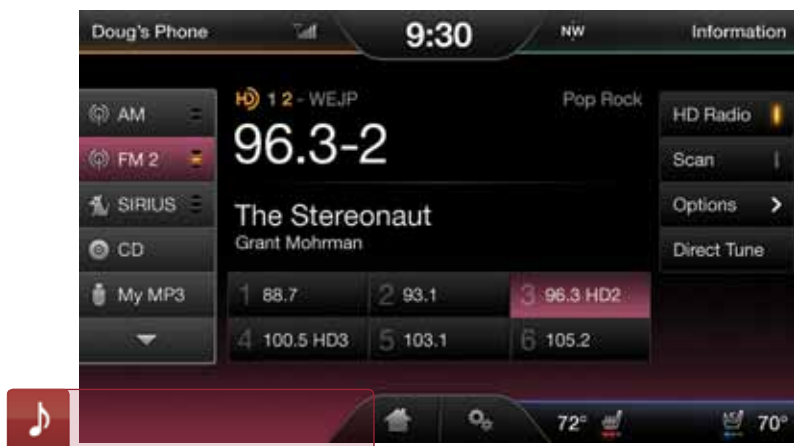 Doug's Phone 9:30 NW Information
AM
FM 2
SIRIUS
CD
My MP3
HD 1 2 - WEJP Pop Rock
96.3-2
The Stereonaut
Grant Mohrman
1 88.7 2 93.1 3 96.3 HD2
4 100.5 HD3 5 103.1 6 105.2
HD Radio
Scan
Options
Direct Tune
72° 70°